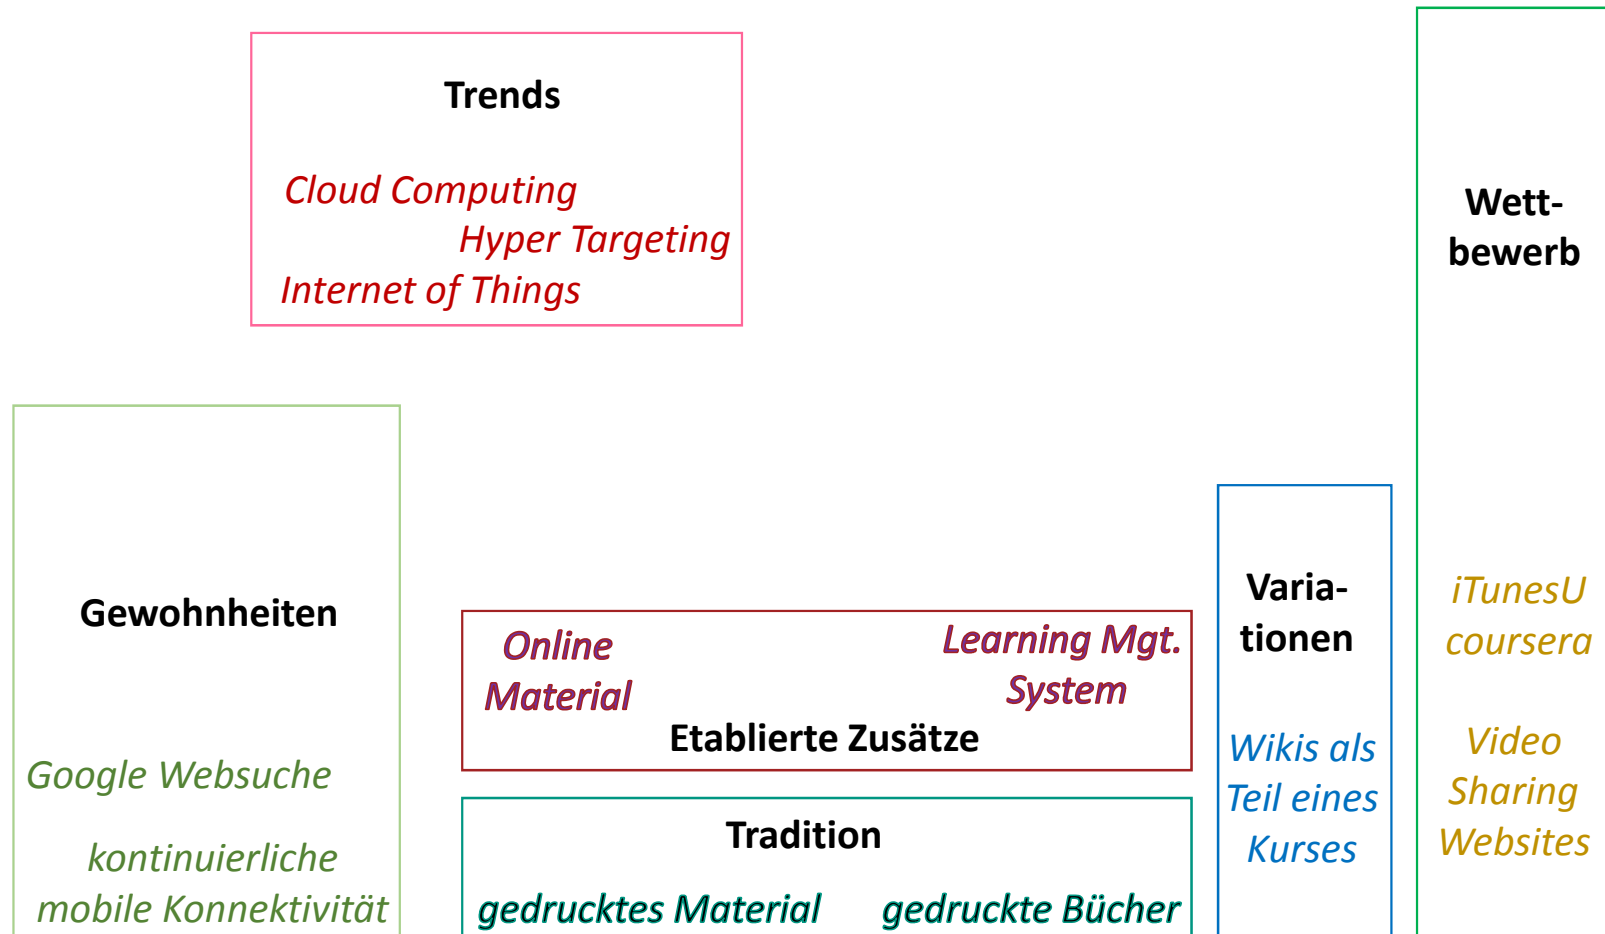 Trends
Cloud Computing
Hyper Targeting
Internet of Things
Gewohnheiten
Google Websuche
kontinuierliche
mobile Konnektivität
Online
Material
Learning Mgt.
System
Etablierte Zusätze
Tradition
gedrucktes Material
gedruckte Bücher
Varia-
tionen
Wikis als
Teil eines
Kurses
Wett-
bewerb
iTunesU
coursera
Video
Sharing
Websites